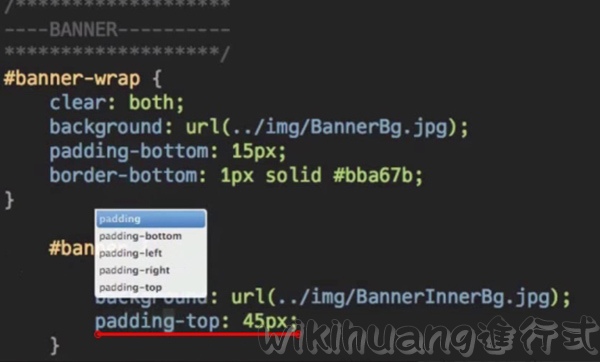 /*******************
----BANNER----------
*******************/
#banner-wrap {
clear: both;
background: url(../img/BannerBg.jpg);
padding-bottom: 15px;
border-bottom: 1px solid #bba67b;
}
padding
padding-bottom
padding-left
padding-right
padding-top
#ban
background: url(../img/BannerInnerBg.jpg);
padding-top: 45px;
}
wikihuang進行式